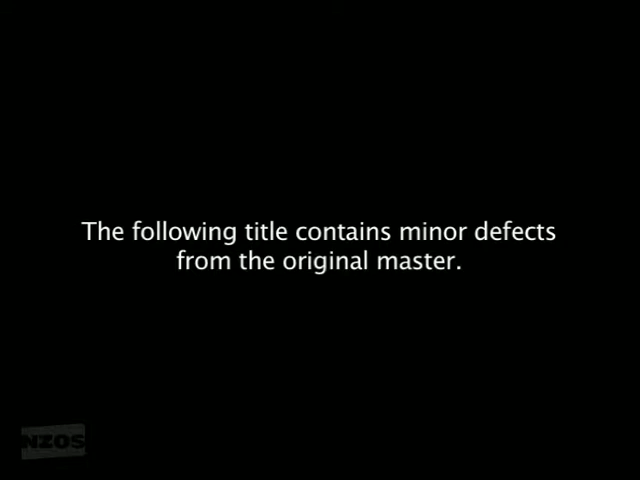 The following title contains minor defects
from the original master.
NZOS